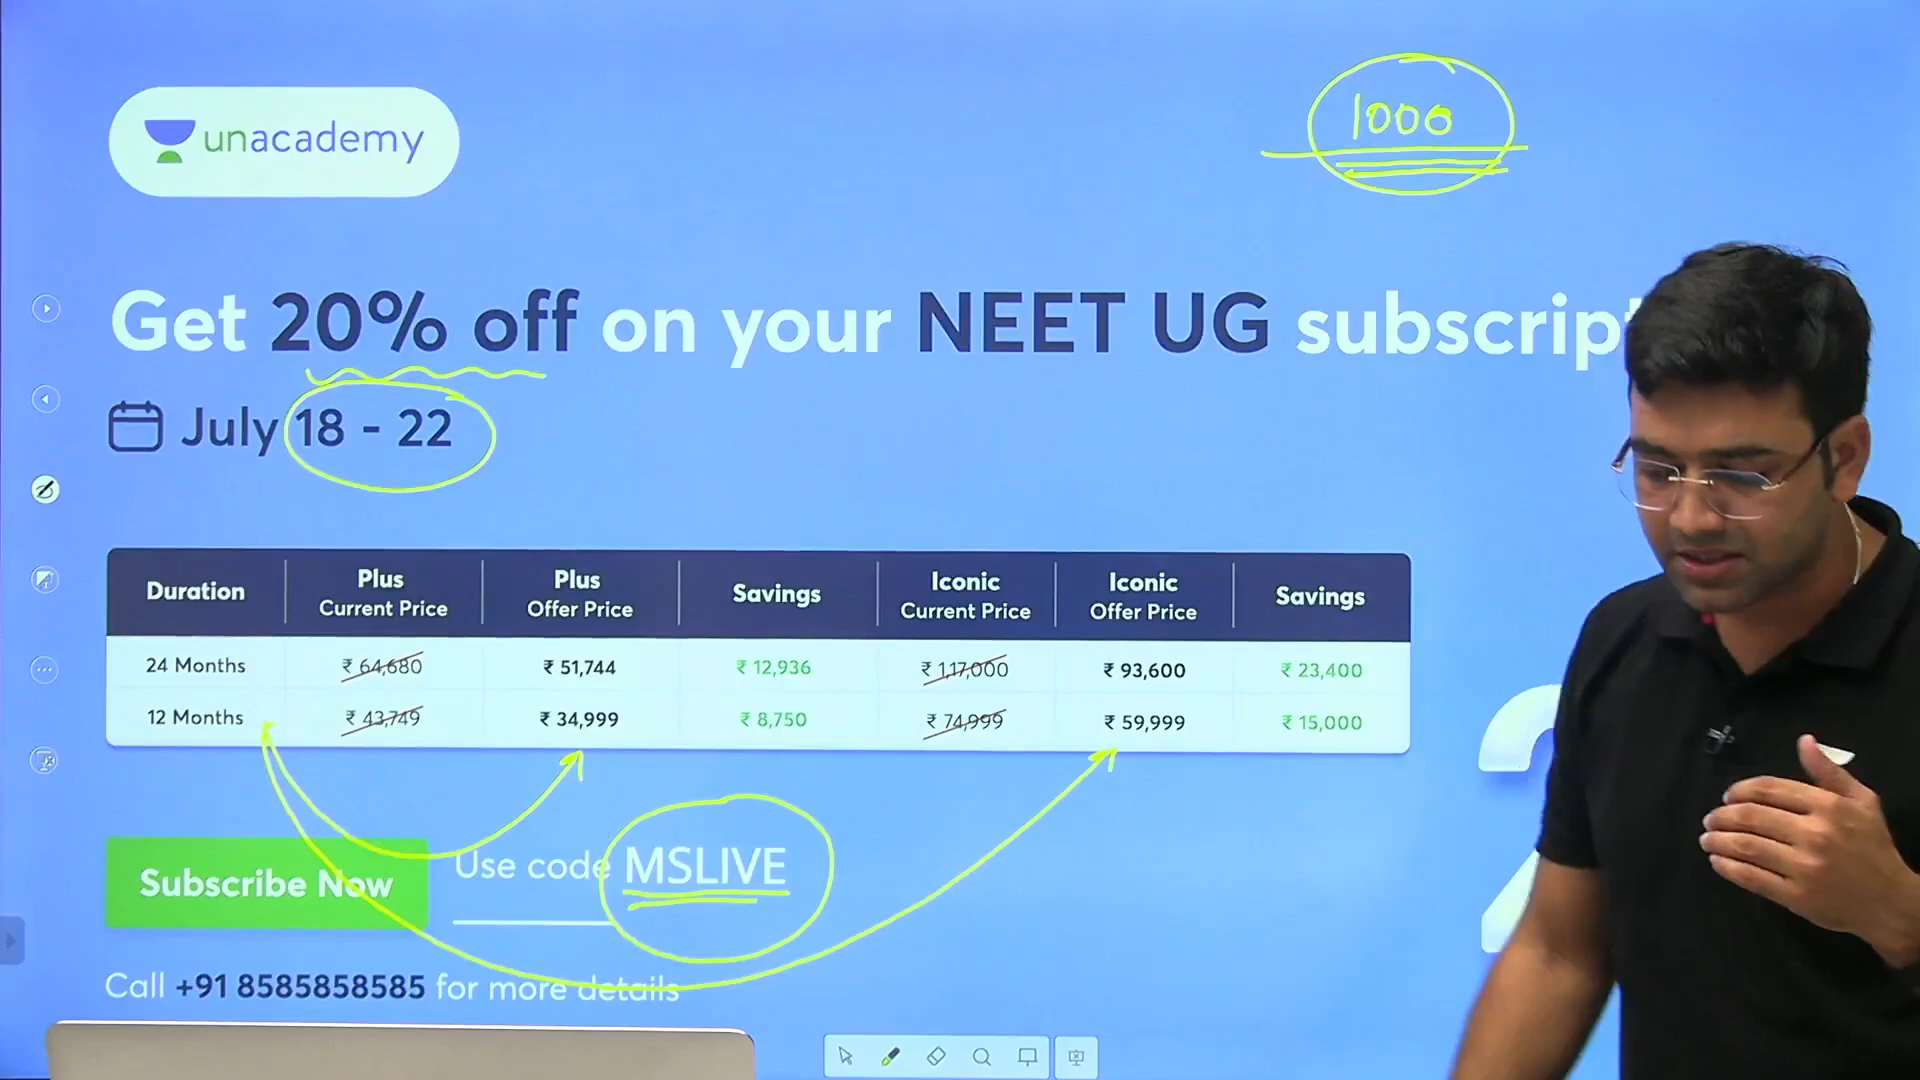 1000
unacademy
Get 20% off on your NEET UG subscript
July 18 - 22
Duration Plus Current Price Plus Offer Price Savings Iconic Current Price Iconic Offer Price Savings
24 Months ₹ 64,680 ₹ 51,744 ₹ 12,936 ₹ 1,17,000 ₹ 93,600 ₹ 23,400
12 Months ₹ 43,749 ₹ 34,999 ₹ 8,750 ₹ 74,999 ₹ 59,999 ₹ 15,000
Subscribe Now Use code MSLIVE
Call +91 8585858585 for more details